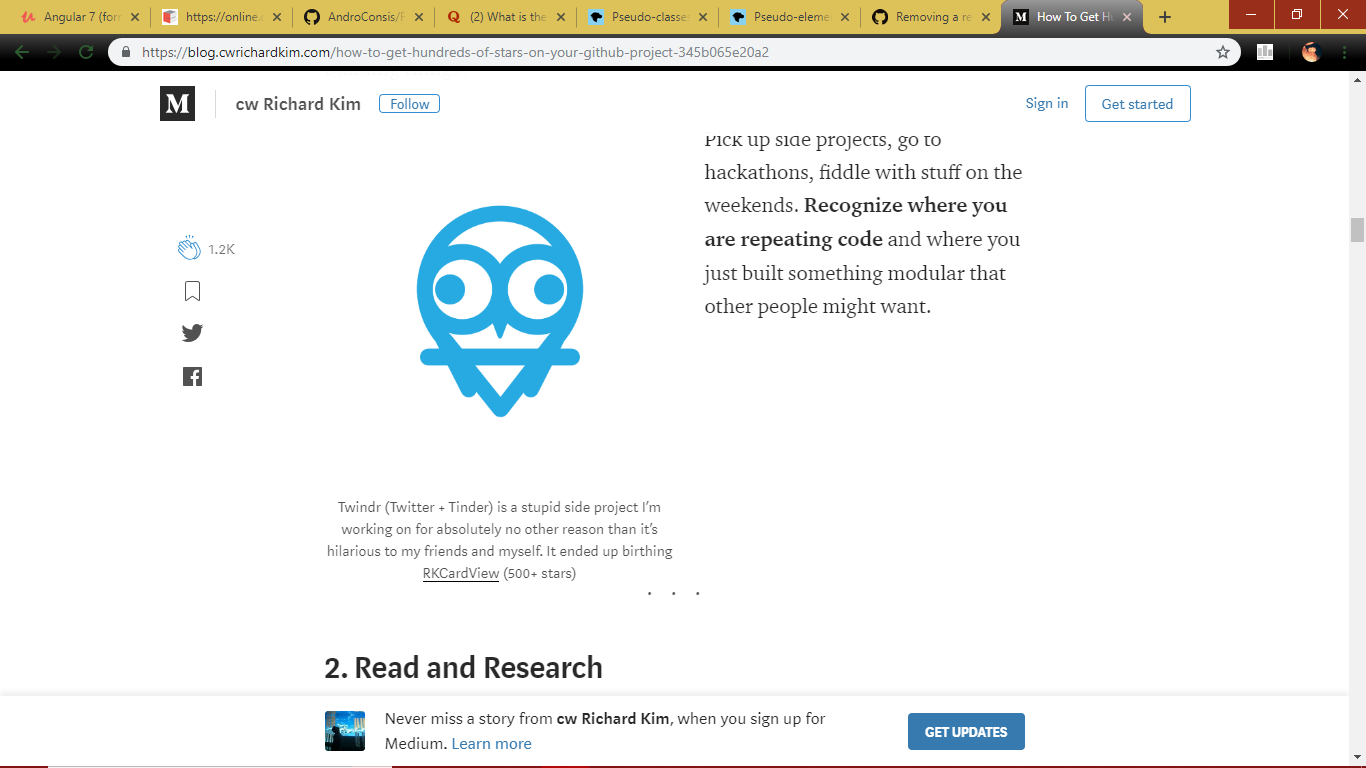 Angular 7 (for
https://online.
AndroConsis/
(2) What is the
Pseudo-classe
Pseudo-eleme
Removing a re
How To Get H
https://blog.cwrichardkim.com/how-to-get-hundreds-of-stars-on-your-github-project-345b065e20a2
M
cw Richard Kim
Follow
Sign in
Get started
Pick up side projects, go to
hackathons, fiddle with stuff on the
weekends. Recognize where you
are repeating code and where you
just built something modular that
other people might want.
1.2K
Twindr (Twitter + Tinder) is a stupid side project I’m
working on for absolutely no other reason than it’s
hilarious to my friends and myself. It ended up birthing
RKCardView (500+ stars)
. . .
2. Read and Research
Never miss a story from cw Richard Kim, when you sign up for
Medium. Learn more
GET UPDATES